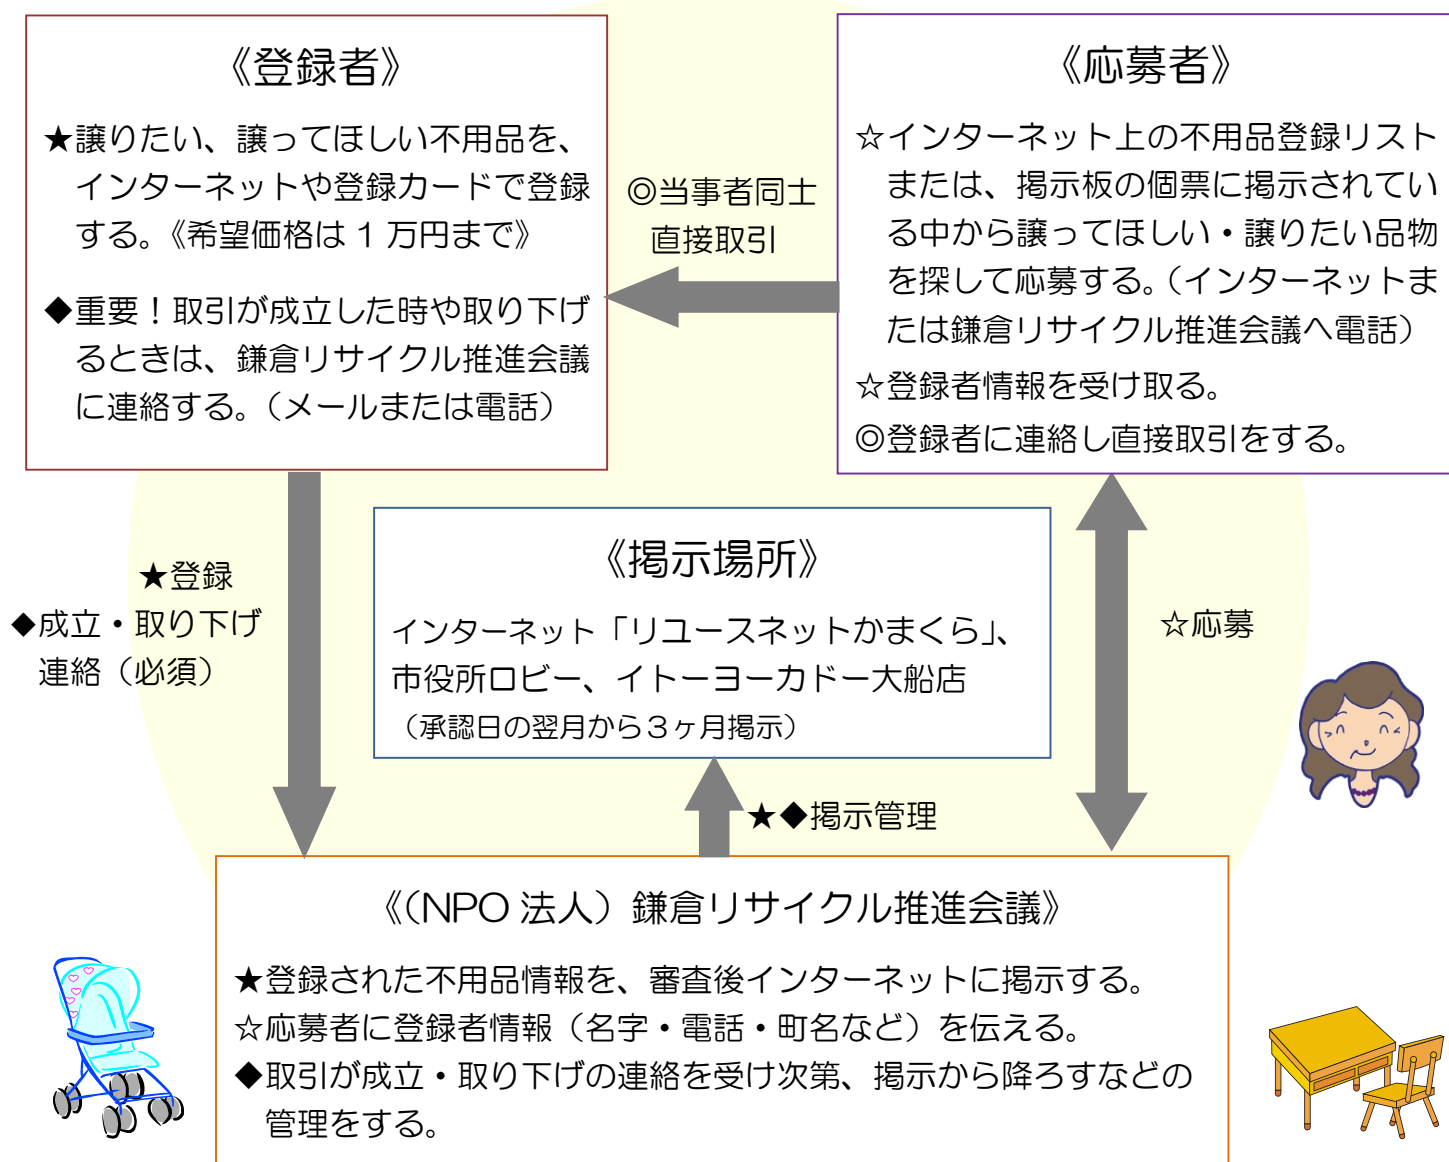 《登録者》
★譲りたい、譲ってほしい不用品を、
インターネットや登録カードで登録
する。《希望価格は 1 万円まで》
◆重要！取引が成立した時や取り下げ
るときは、鎌倉リサイクル推進会議
に連絡する。（メールまたは電話）
◎当事者同士
直接取引
《応募者》
☆インターネット上の不用品登録リスト
または、掲示板の個票に掲示されてい
る中から譲ってほしい・譲りたい品物
を探して応募する。（インターネットま
たは鎌倉リサイクル推進会議へ電話）
☆登録者情報を受け取る。
◎登録者に連絡し直接取引をする。
★登録
◆成立・取り下げ
連絡（必須）
《掲示場所》
インターネット「リユースネットかまくら」、
市役所ロビー、イトーヨーカドー大船店
（承認日の翌月から３ヶ月掲示）
☆応募
★◆掲示管理
《（NPO 法人）鎌倉リサイクル推進会議》
★登録された不用品情報を、審査後インターネットに掲示する。
☆応募者に登録者情報（名字・電話・町名など）を伝える。
◆取引が成立・取り下げの連絡を受け次第、掲示から降ろすなどの
管理をする。